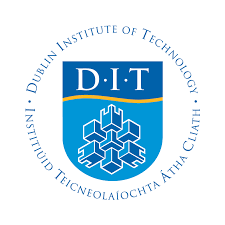 DUBLIN INSTITUTE OF TECHNOLOGY
D·I·T
INSTITIÚID TEICNEOLAÍOCHTA ÁTHA CLIATH